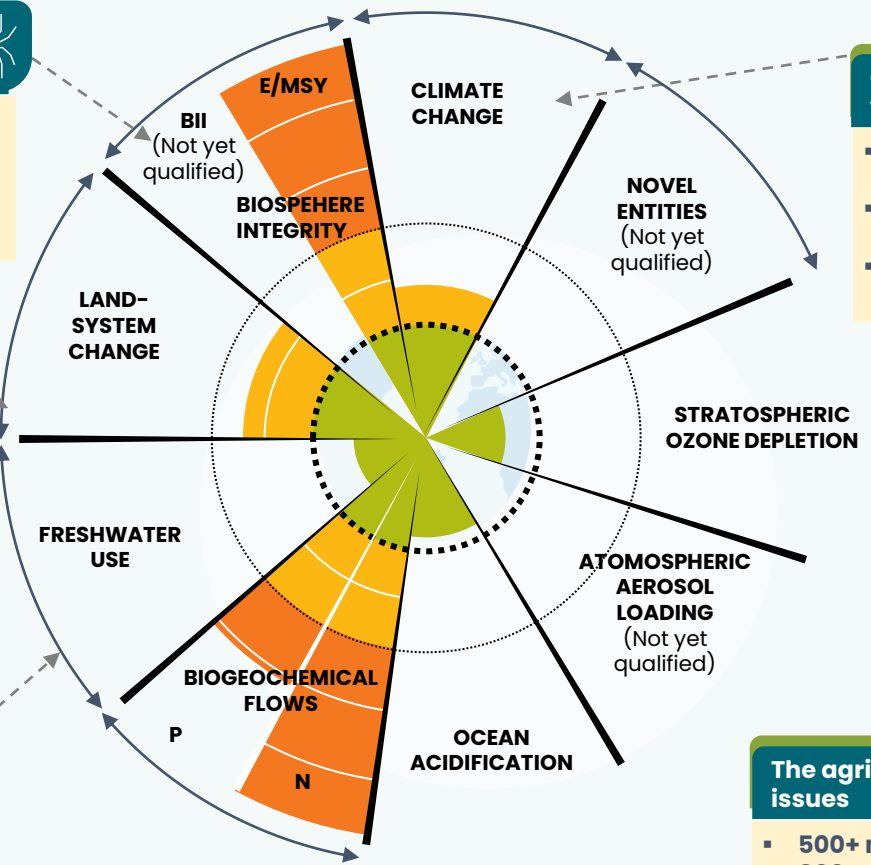 E/MSY
CLIMATE
CHANGE
BII
(Not yet
qualified)
BIOSPEHERE
INTEGRITY
NOVEL
ENTITIES
(Not yet
qualified)
LAND-
SYSTEM
CHANGE
STRATOSPHERIC
OZONE DEPLETION
FRESHWATER
USE
ATOMOSPHERIC
AEROSOL
LOADING
(Not yet
qualified)
BIOGEOCHEMICAL
FLOWS
P
N
OCEAN
ACIDIFICATION
The agri
issues
500+